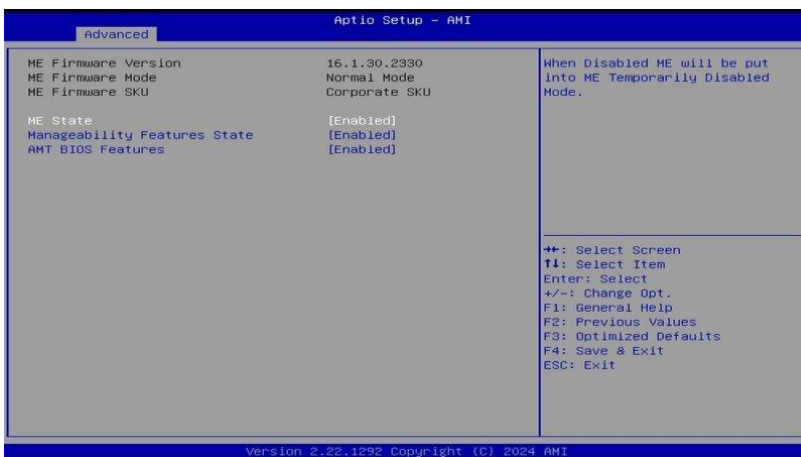 Aptio Setup - AMI
Advanced
ME Firmware Version 16.1.30.2330
ME Firmware Mode Normal Mode
ME Firmware SKU Corporate SKU
ME State [Enabled]
Manageability Features State [Enabled]
AMT BIOS Features [Enabled]
When Disabled ME will be put
into ME Temporarily Disabled
Mode.
→←: Select Screen
↑↓: Select Item
Enter: Select
+/-: Change Opt.
F1: General Help
F2: Previous Values
F3: Optimized Defaults
F4: Save & Exit
ESC: Exit
Version 2.22.1292 Copyright (C) 2024 AMI